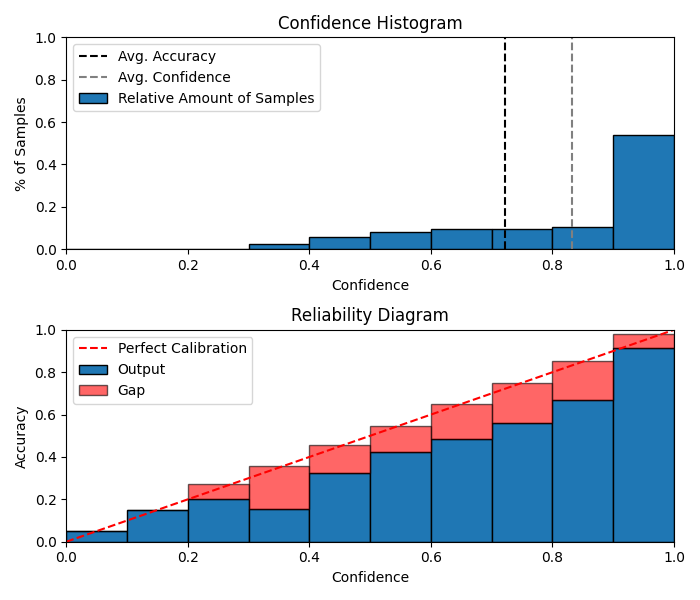 Confidence Histogram
1.0
0.8
0.6
0.4
0.2
0.0
% of Samples
Avg. Accuracy
Avg. Confidence
Relative Amount of Samples
0.0 0.2 0.4 0.6 0.8 1.0
Confidence
Reliability Diagram
1.0
0.8
0.6
0.4
0.2
0.0
Accuracy
Perfect Calibration
Output
Gap
0.0 0.2 0.4 0.6 0.8 1.0
Confidence